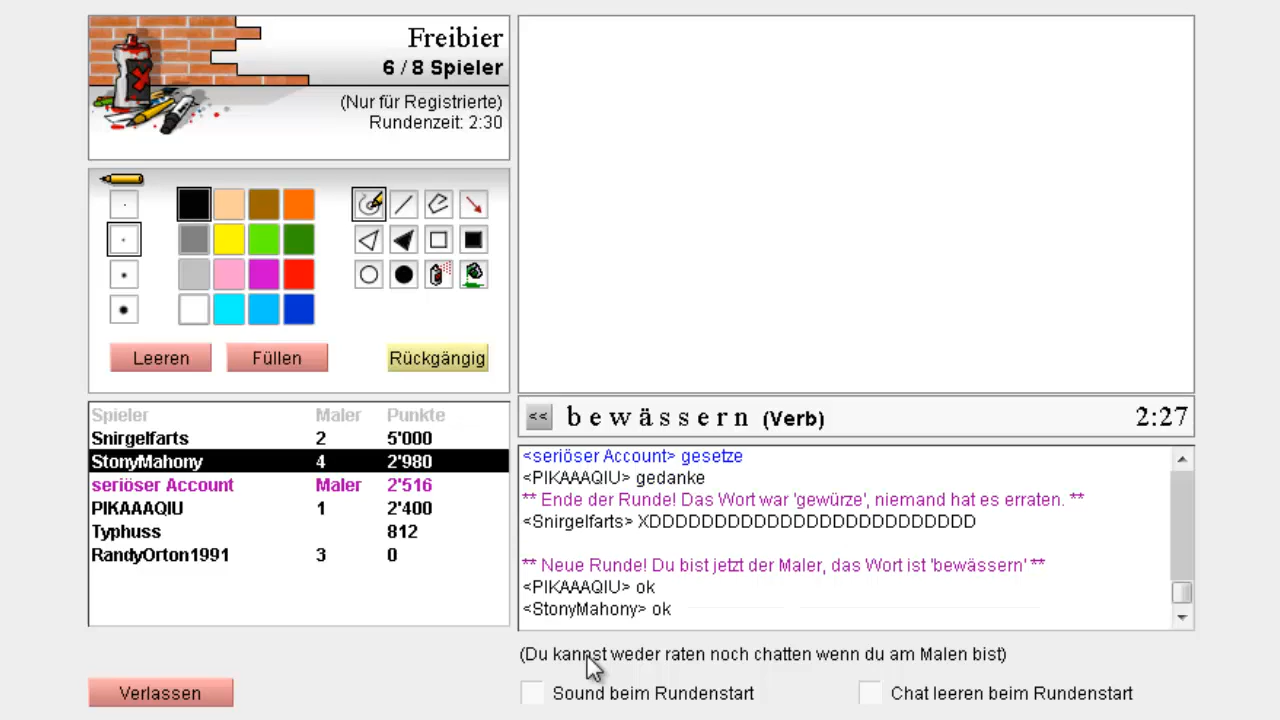 Freibier
6 / 8 Spieler
(Nur für Registrierte)
Rundenzeit: 2:30
Leeren
Füllen
Rückgängig
Spieler Maler Punkte
Snirgelfarts 2 5'000
StonyMahony 4 2'980
seriöser Account Maler 2'516
PIKAAAQIU 1 2'400
Typhuss 812
RandyOrton1991 3 0
Verlassen
<< bewässern (Verb) 2:27
<seriöser Account> gesetze
<PIKAAAQIU> gedanke
** Ende der Runde! Das Wort war 'gewürze', niemand hat es erraten. **
<Snirgelfarts> XDDDDDDDDDDDDDDDDDDDDDDDDD
** Neue Runde! Du bist jetzt der Maler, das Wort ist 'bewässern' **
<PIKAAAQIU> ok
<StonyMahony> ok
(Du kannst weder raten noch chatten wenn du am Malen bist)
Sound beim Rundenstart
Chat leeren beim Rundenstart